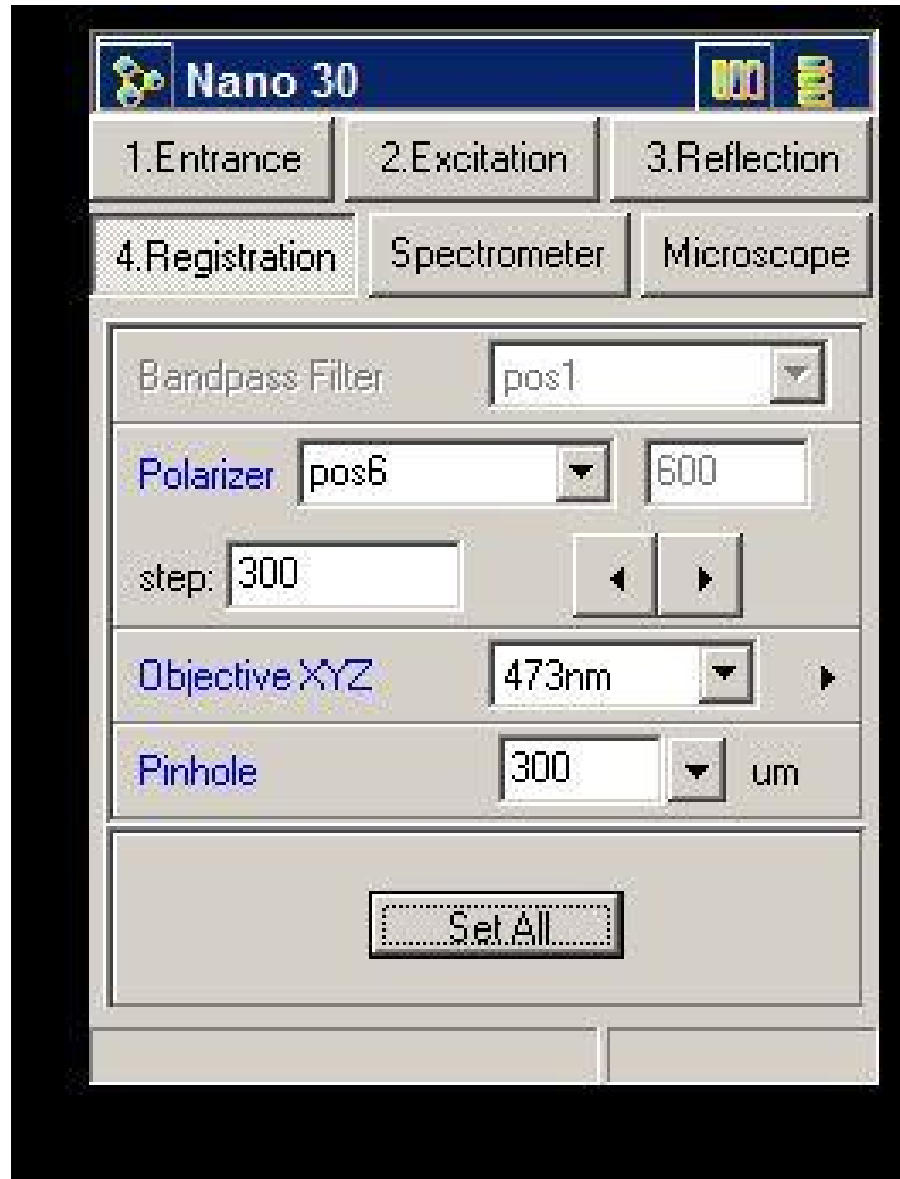 Nano 30
1.Entrance 2.Excitation 3.Reflection
4.Registration Spectrometer Microscope
Bandpass Filter pos1
Polarizer pos6 600
step: 300
Objective XYZ 473nm
Pinhole 300 um
Set All